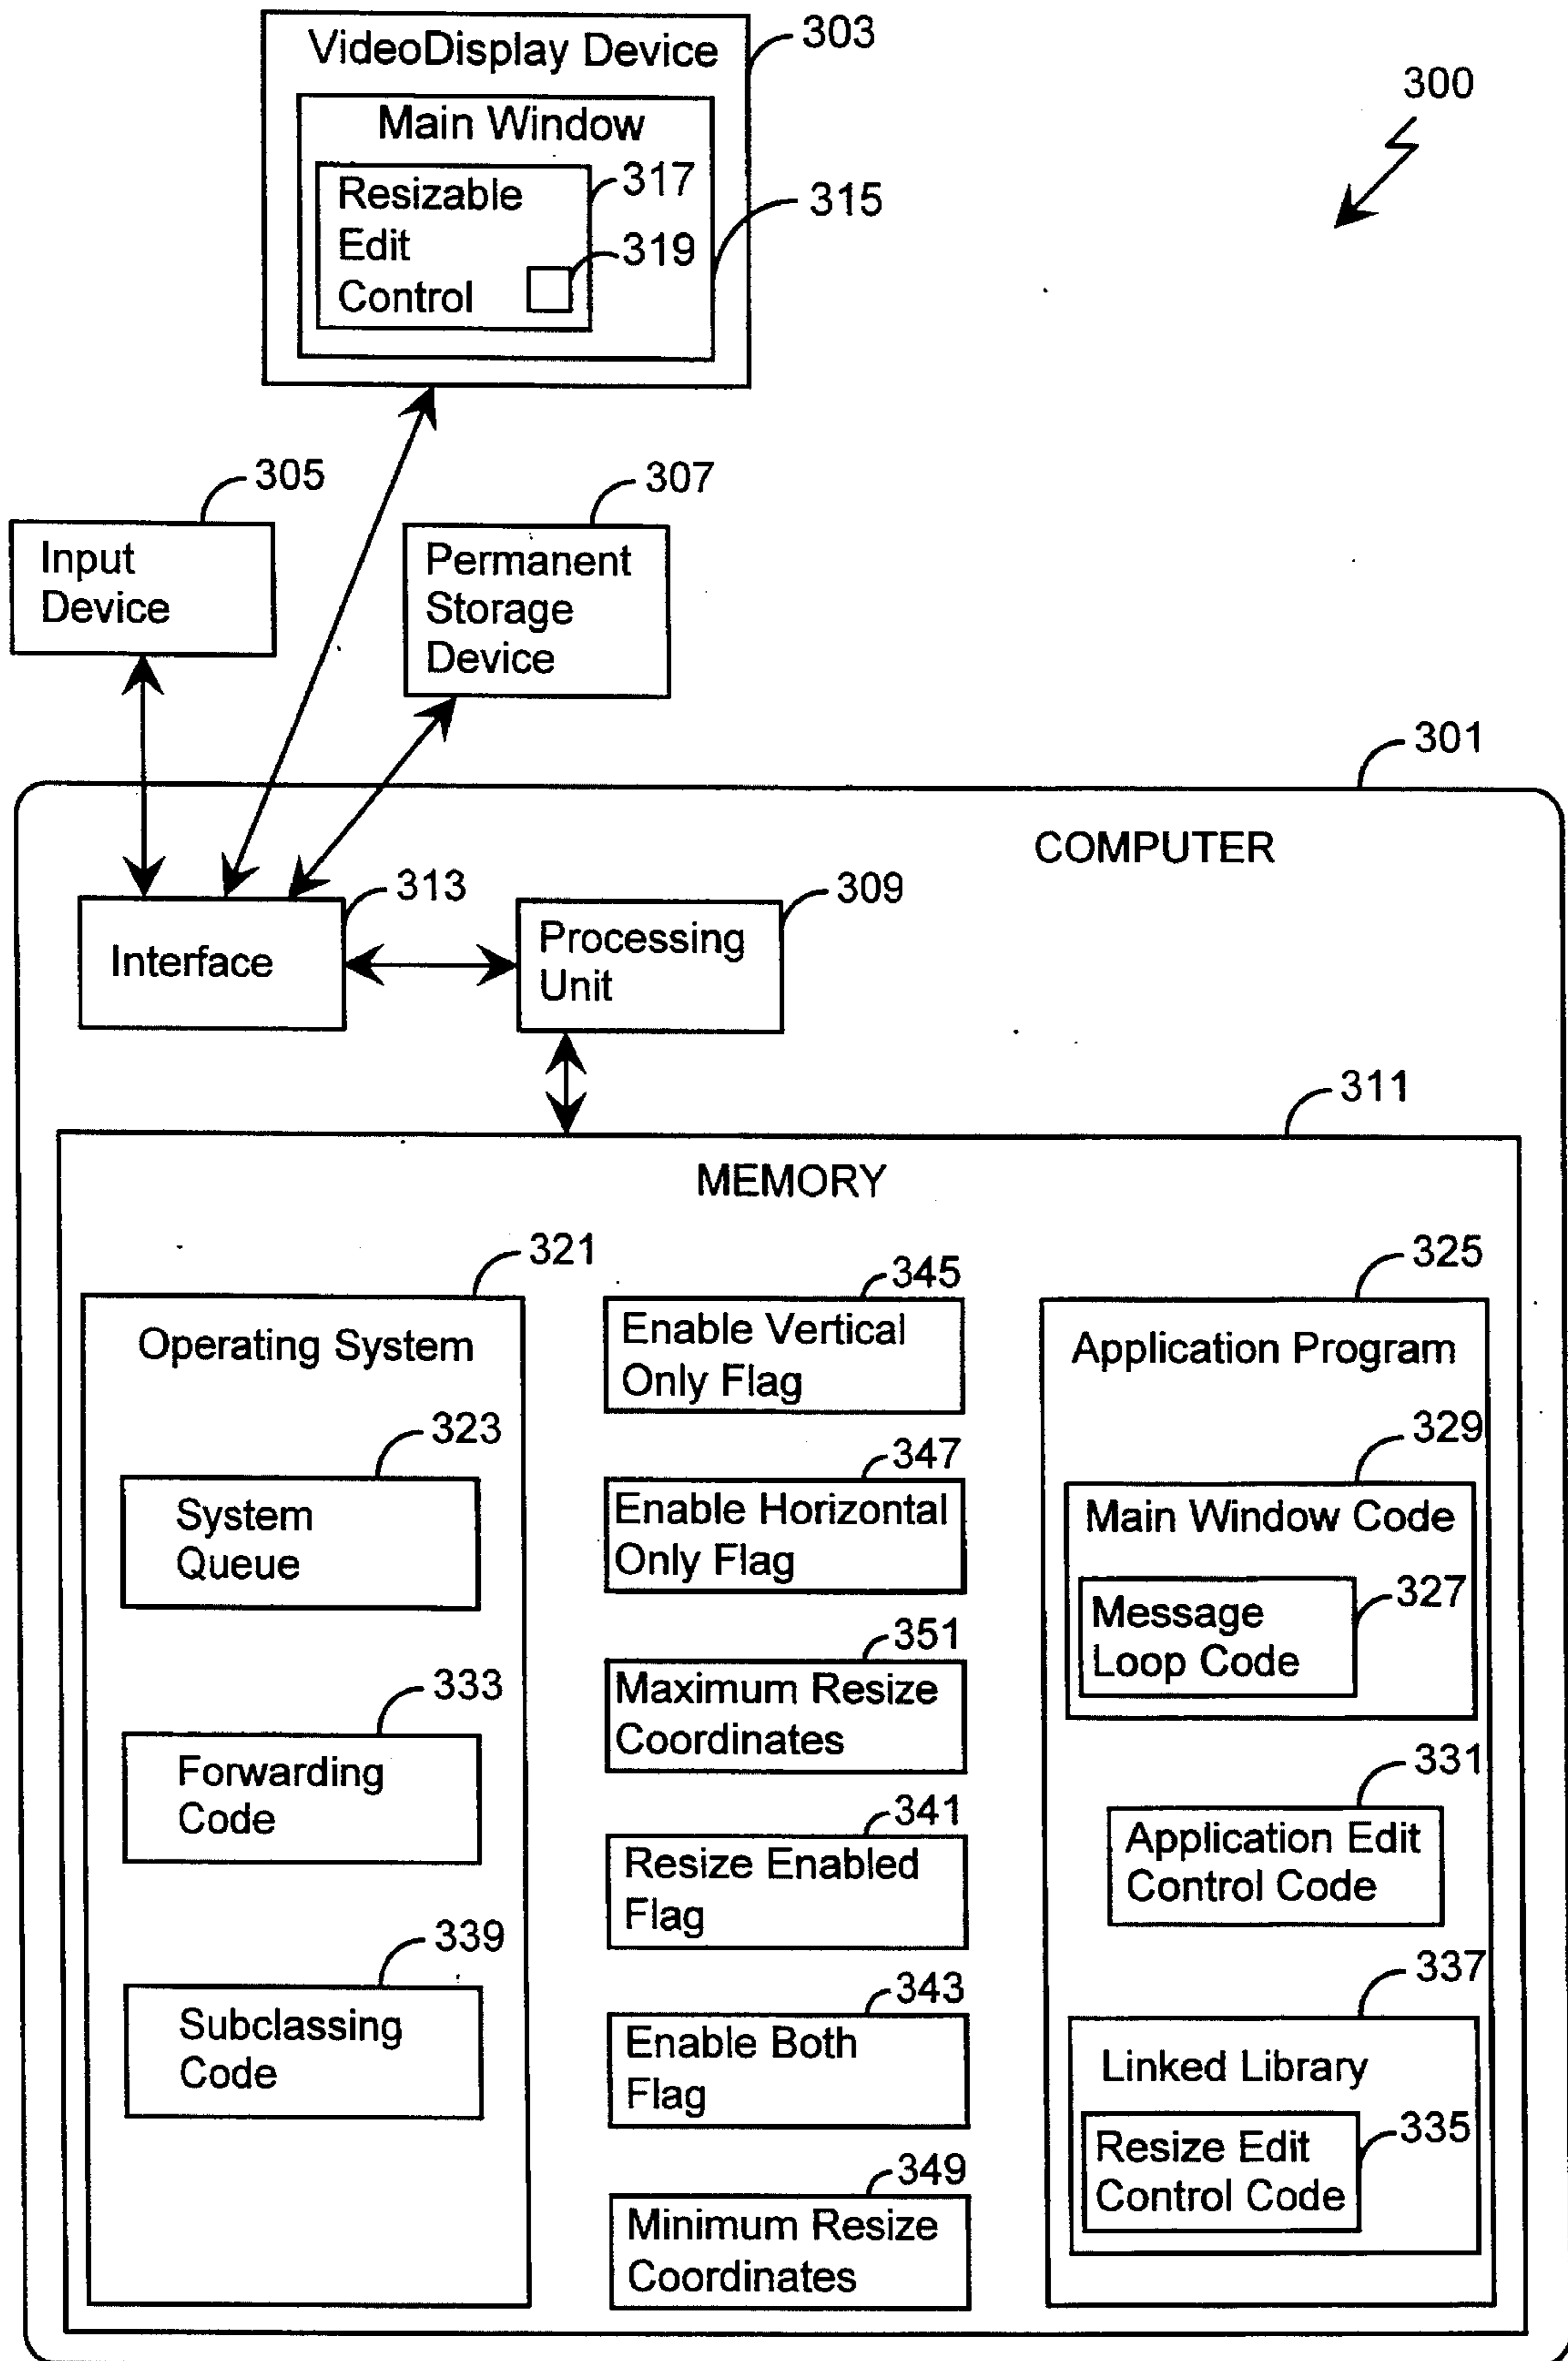 VideoDisplay Device
303
Main Window
300
Resizable
Edit
Control
317
315
319
305
307
Input
Device
Permanent
Storage
Device
301
COMPUTER
313
309
Interface
Processing
Unit
311
MEMORY
321
345
325
Operating System
Enable Vertical
Only Flag
Application Program
323
329
System
Queue
347
Enable Horizontal
Only Flag
Main Window Code
327
Message
Loop Code
351
Maximum Resize
Coordinates
333
Forwarding
Code
331
Application Edit
Control Code
341
Resize Enabled
Flag
339
Subclassing
Code
337
343
Enable Both
Flag
Linked Library
335
Resize Edit
Control Code
349
Minimum Resize
Coordinates